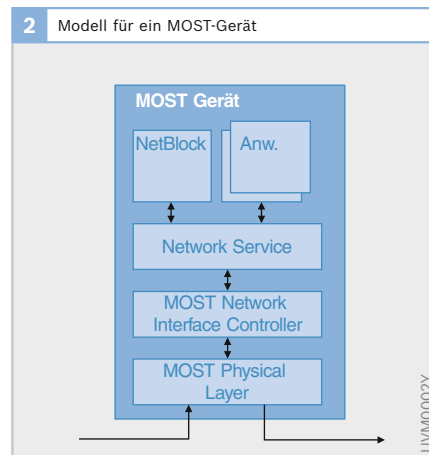 2 Modell für ein MOST-Gerät
MOST Gerät
NetBlock
Anw.
Network Service
MOST Network
Interface Controller
MOST Physical
Layer
UVM0002Y